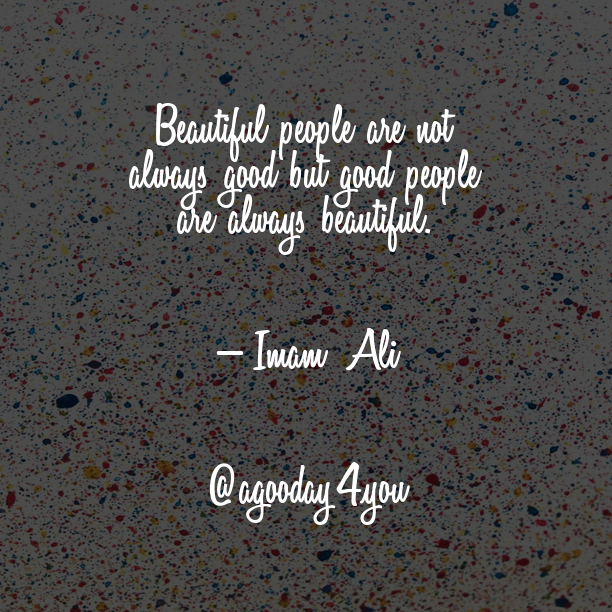 Beautiful people are not
always good but good people
are always beautiful.
— Imam Ali
@agooday4you